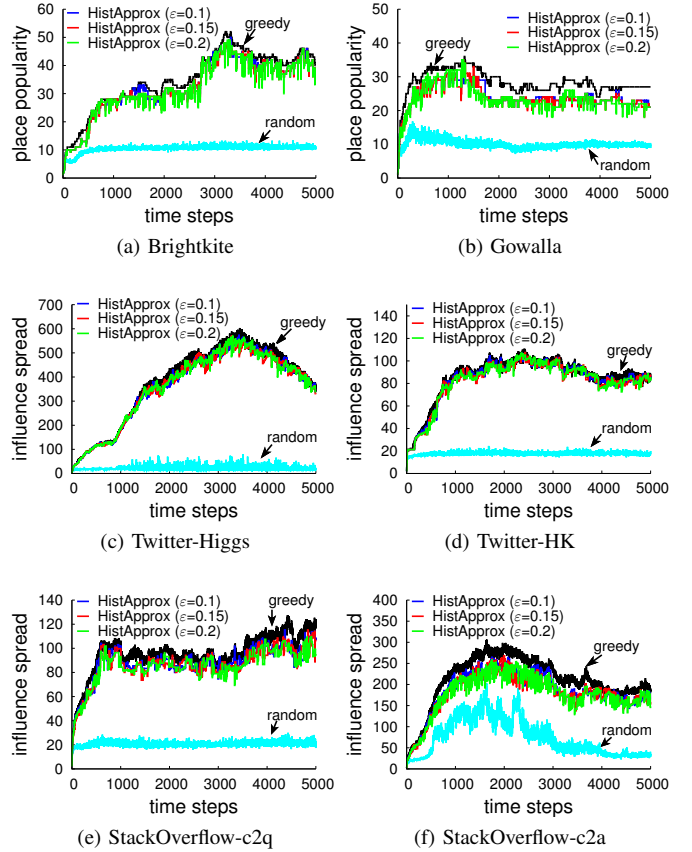 60
50
40
30
20
10
0
place popularity
HistApprox (ε=0.1)
HistApprox (ε=0.15)
HistApprox (ε=0.2)
greedy
random
0 1000 2000 3000 4000 5000
time steps
(a) Brightkite
50
40
30
20
10
0
place popularity
greedy
HistApprox (ε=0.1)
HistApprox (ε=0.15)
HistApprox (ε=0.2)
random
0 1000 2000 3000 4000 5000
time steps
(b) Gowalla
700
600
500
400
300
200
100
0
influence spread
HistApprox (ε=0.1)
HistApprox (ε=0.15)
HistApprox (ε=0.2)
greedy
random
0 1000 2000 3000 4000 5000
time steps
(c) Twitter-Higgs
140
120
100
80
60
40
20
0
influence spread
HistApprox (ε=0.1)
HistApprox (ε=0.15)
HistApprox (ε=0.2)
greedy
random
0 1000 2000 3000 4000 5000
time steps
(d) Twitter-HK
140
120
100
80
60
40
20
0
influence spread
HistApprox (ε=0.1)
HistApprox (ε=0.15)
HistApprox (ε=0.2)
greedy
random
0 1000 2000 3000 4000 5000
time steps
(e) StackOverflow-c2q
400
350
300
250
200
150
100
50
0
influence spread
HistApprox (ε=0.1)
HistApprox (ε=0.15)
HistApprox (ε=0.2)
greedy
random
0 1000 2000 3000 4000 5000
time steps
(f) StackOverflow-c2a